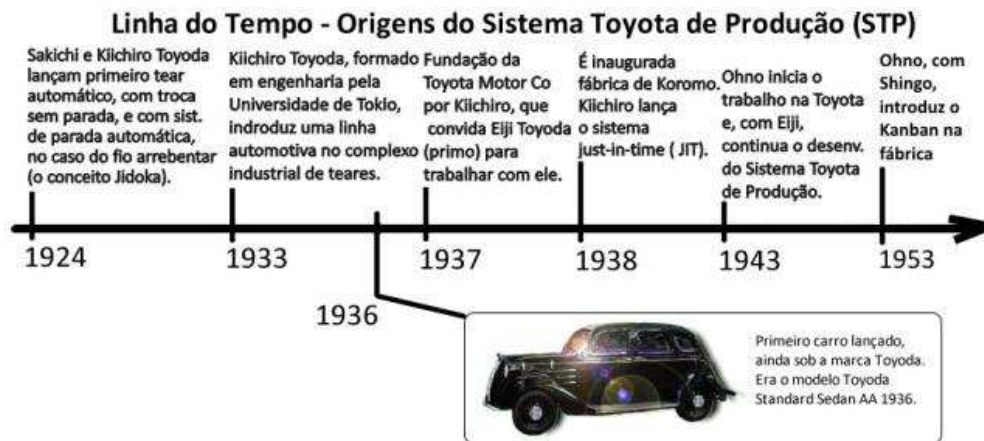 Linha do Tempo - Origens do Sistema Toyota de Produção (STP)
Sakichi e Kiichiro Toyoda
lançam primeiro tear
automático, com troca
sem parada, e com sist.
de parada automática,
no caso do fio arrebentar
(o conceito Jidoka).
Kiichiro Toyoda, formado
em engenharia pela
Universidade de Tokio,
indroduz uma linha
automotiva no complexo
industrial de teares.
Fundação da
Toyota Motor Co
por Kiichiro, que
convida Eiji Toyoda
(primo) para
trabalhar com ele.
É inaugurada
fábrica de Koromo.
Kiichiro lança
o sistema
just-in-time ( JIT).
Ohno inicia o
trabalho na Toyota
e, com Eiji,
continua o desenv.
do Sistema Toyota
de Produção.
Ohno, com
Shingo,
introduz o
Kanban na
fábrica
1924
1933
1937
1938
1943
1953
1936
Primeiro carro lançado,
ainda sob a marca Toyoda.
Era o modelo Toyoda
Standard Sedan AA 1936.